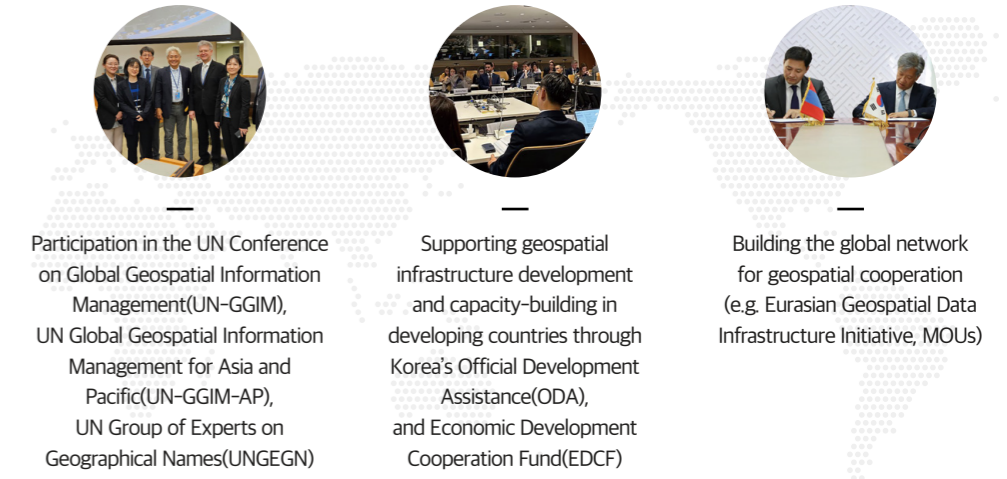 Participation in the UN Conference
on Global Geospatial Information
Management(UN-GGIM),
UN Global Geospatial Information
Management for Asia and
Pacific(UN-GGIM-AP),
UN Group of Experts on
Geographical Names(UNGEGN)
Supporting geospatial
infrastructure development
and capacity-building in
developing countries through
Korea's Official Development
Assistance(ODA),
and Economic Development
Cooperation Fund(EDCF)
Building the global network
for geospatial cooperation
(e.g. Eurasian Geospatial Data
Infrastructure Initiative, MOUs)